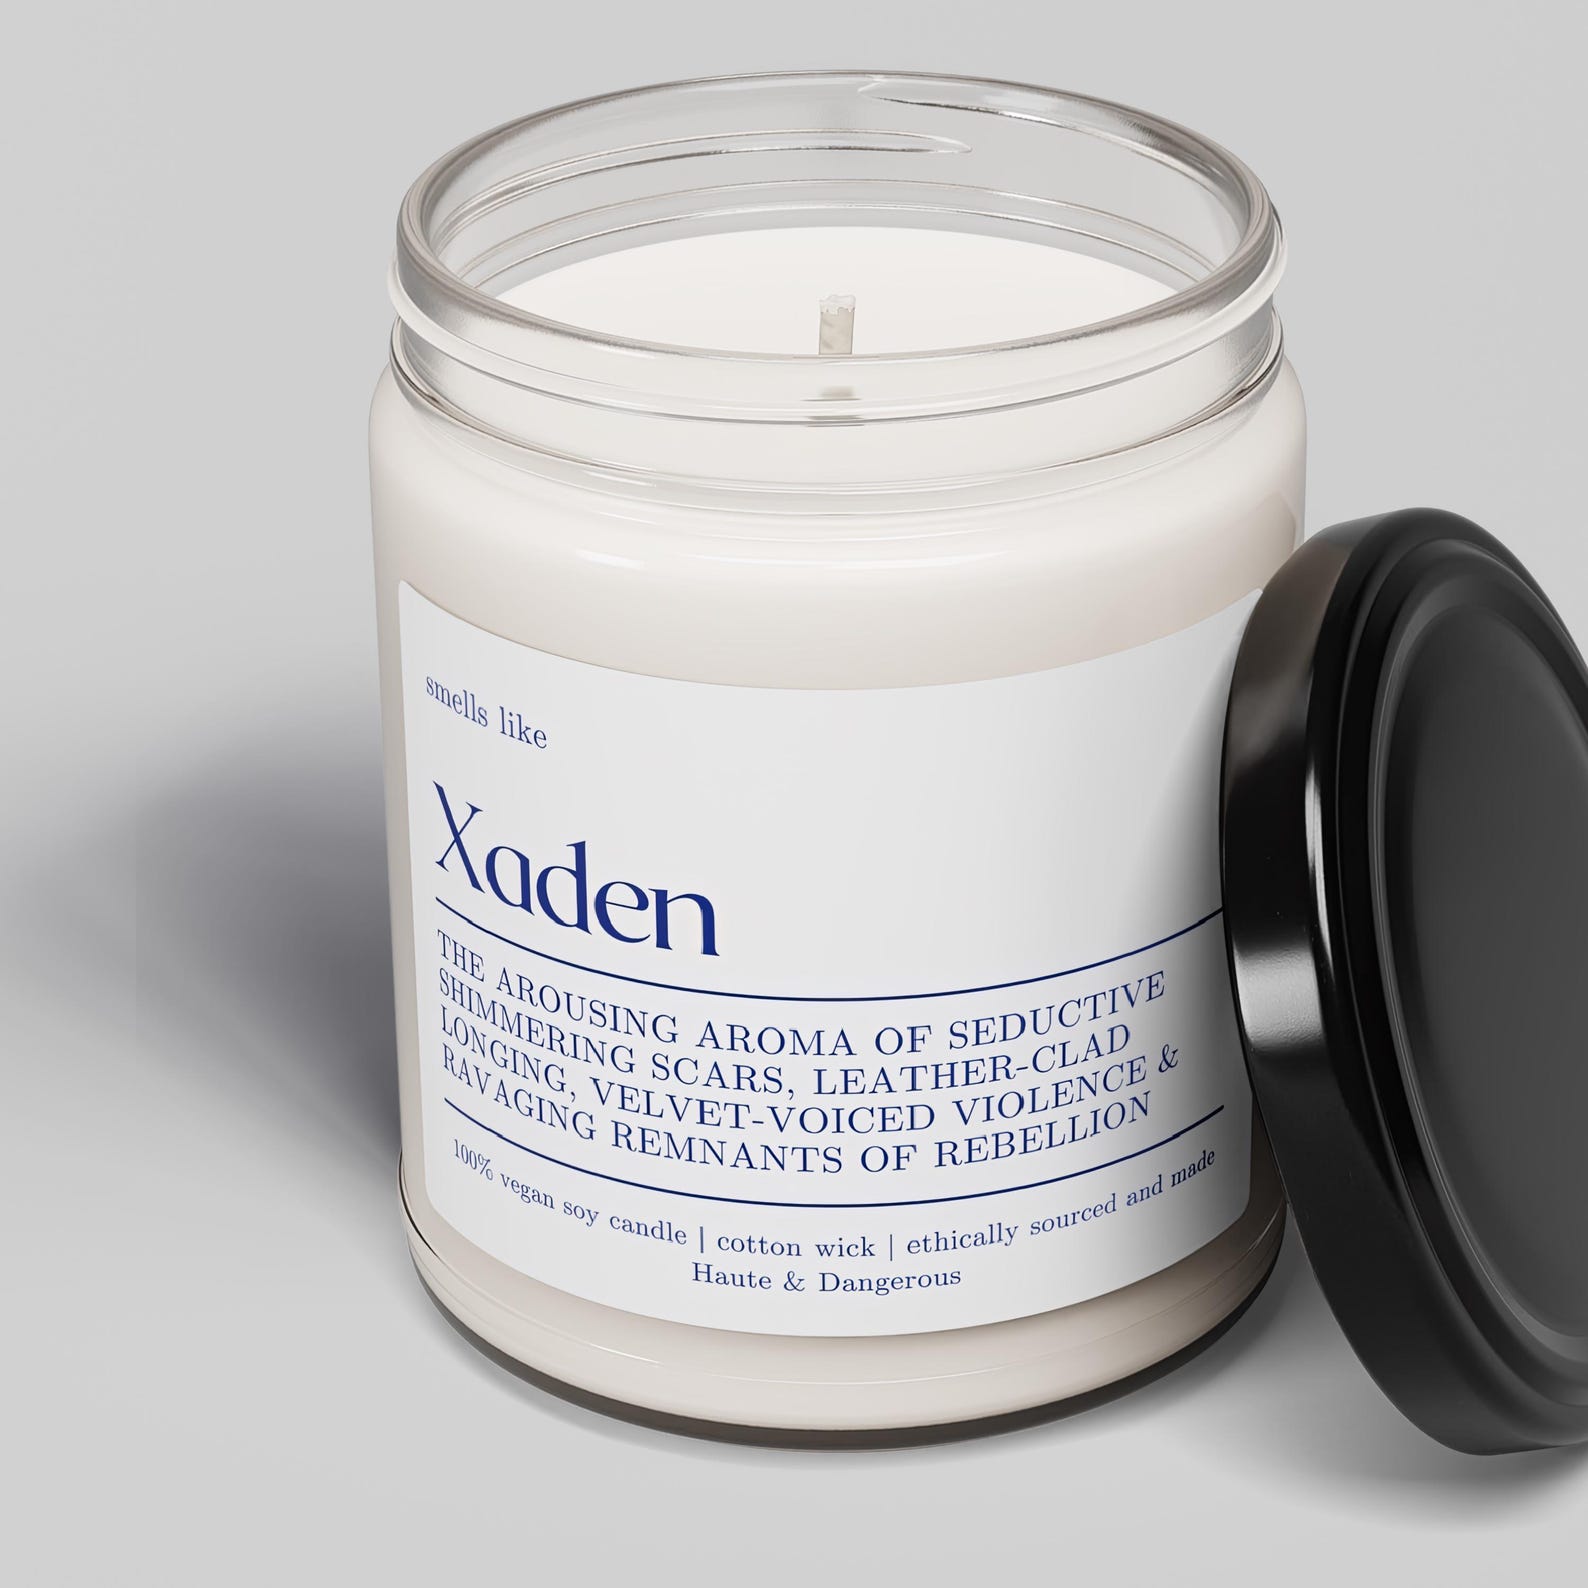 smells like
Xaden
THE AROUSING AROMA OF SEDUCTIVE
SHIMMERING SCARS, LEATHER-CLAD
LONGING, VELVET-VOICED VIOLENCE &
RAVAGING REMNANTS OF REBELLION
100% vegan soy candle | cotton wick | ethically sourced and made
Haute & Dangerous